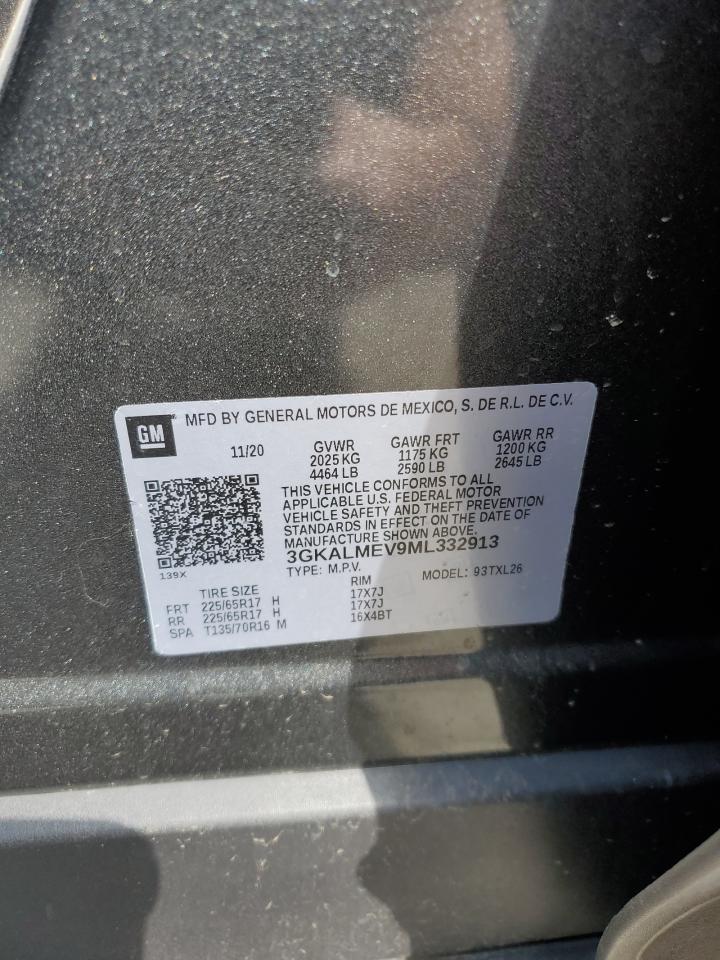 GM
MFD BY GENERAL MOTORS DE MEXICO, S. DE R.L. DE C.V.
11/20 GVWR GAWR FRT GAWR RR
2025 KG 1175 KG 1200 KG
4464 LB 2590 LB 2645 LB
THIS VEHICLE CONFORMS TO ALL
APPLICABLE U.S. FEDERAL MOTOR
VEHICLE SAFETY AND THEFT PREVENTION
STANDARDS IN EFFECT ON THE DATE OF
MANUFACTURE SHOWN ABOVE.
3GKALMEV9ML332913
139X
TYPE: M.P.V. MODEL: 93TXL26
TIRE SIZE RIM
FRT 225/65R17 H 17X7J
RR 225/65R17 H 17X7J
SPA T135/70R16 M 16X4BT